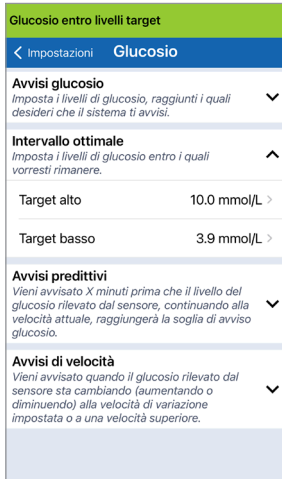 Glucosio entro livelli target
Impostazioni Glucosio
Avvisi glucosio
Imposta i livelli di glucosio, raggiunti i quali
desideri che il sistema ti avvisi.
Intervallo ottimale
Imposta i livelli di glucosio entro i quali
vorresti rimanere.
Target alto 10.0 mmol/L
Target basso 3.9 mmol/L
Avvisi predittivi
Vieni avvisato X minuti prima che il livello del
glucosio rilevato dal sensore, continuando alla
velocità attuale, raggiungerà la soglia di avviso
glucosio.
Avvisi di velocità
Vieni avvisato quando il glucosio rilevato dal
sensore sta cambiando (aumentando o
diminuendo) alla velocità di variazione
impostata o a una velocità superiore.